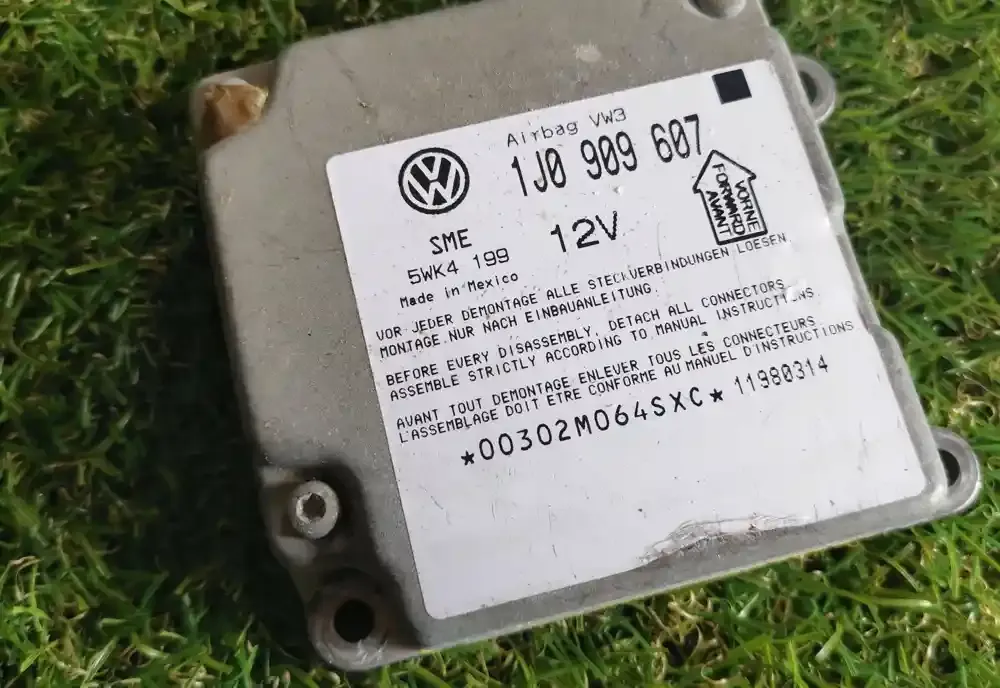 Airbag VW3
1J0 909 607
VORNE
FORWARD
AVANT
SME
12V
5WK4 199
Made in Mexico
VOR JEDER DEMONTAGE ALLE STECKVERBINDUNGEN LOESEN
MONTAGE NUR NACH EINBAUANLEITUNG.
BEFORE EVERY DISASSEMBLY, DETACH ALL CONNECTORS
ASSEMBLE STRICTLY ACCORDING TO MANUAL INSTRUCTIONS
AVANT TOUT DEMONTAGE ENLEVER TOUS LES CONNECTEURS
L'ASSEMBLAGE DOIT ETRE CONFORME AU MANUEL D'INSTRUCTIONS
*00302M064SXC* 11980314